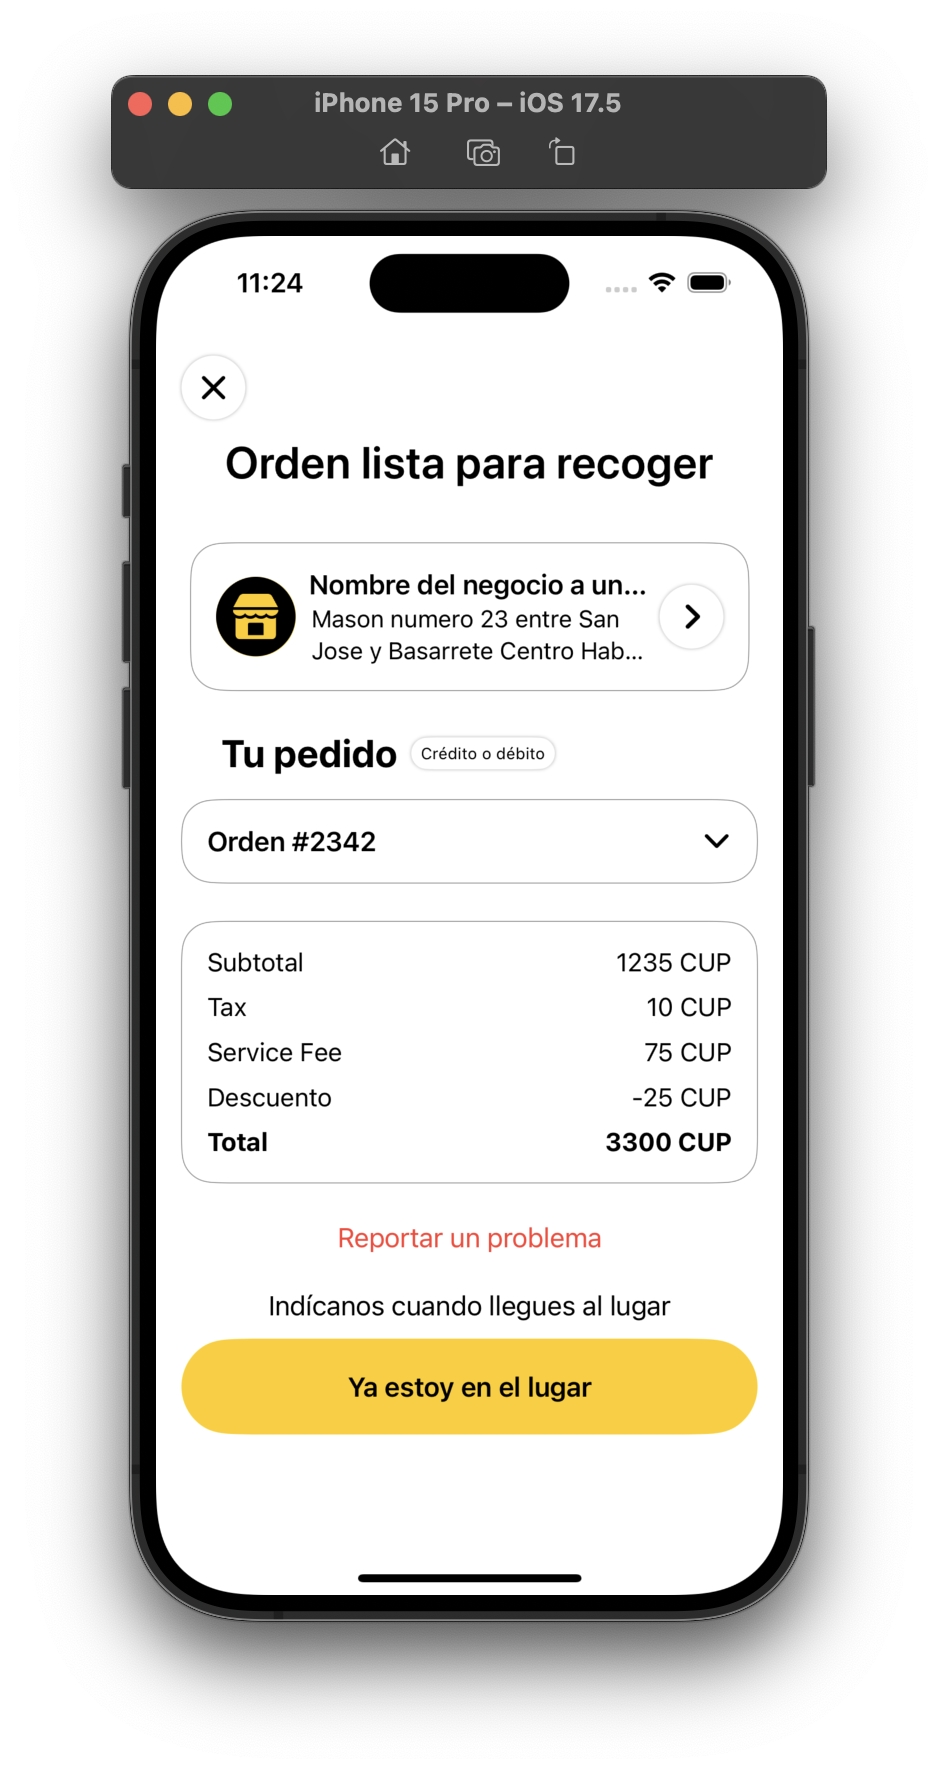 iPhone 15 Pro – iOS 17.5
11:24
Orden lista para recoger
Nombre del negocio a un...
Mason numero 23 entre San
Jose y Basarrete Centro Hab...
Tu pedido Crédito o débito
Orden #2342
Subtotal 1235 CUP
Tax 10 CUP
Service Fee 75 CUP
Descuento -25 CUP
Total 3300 CUP
Reportar un problema
Indícanos cuando llegues al lugar
Ya estoy en el lugar